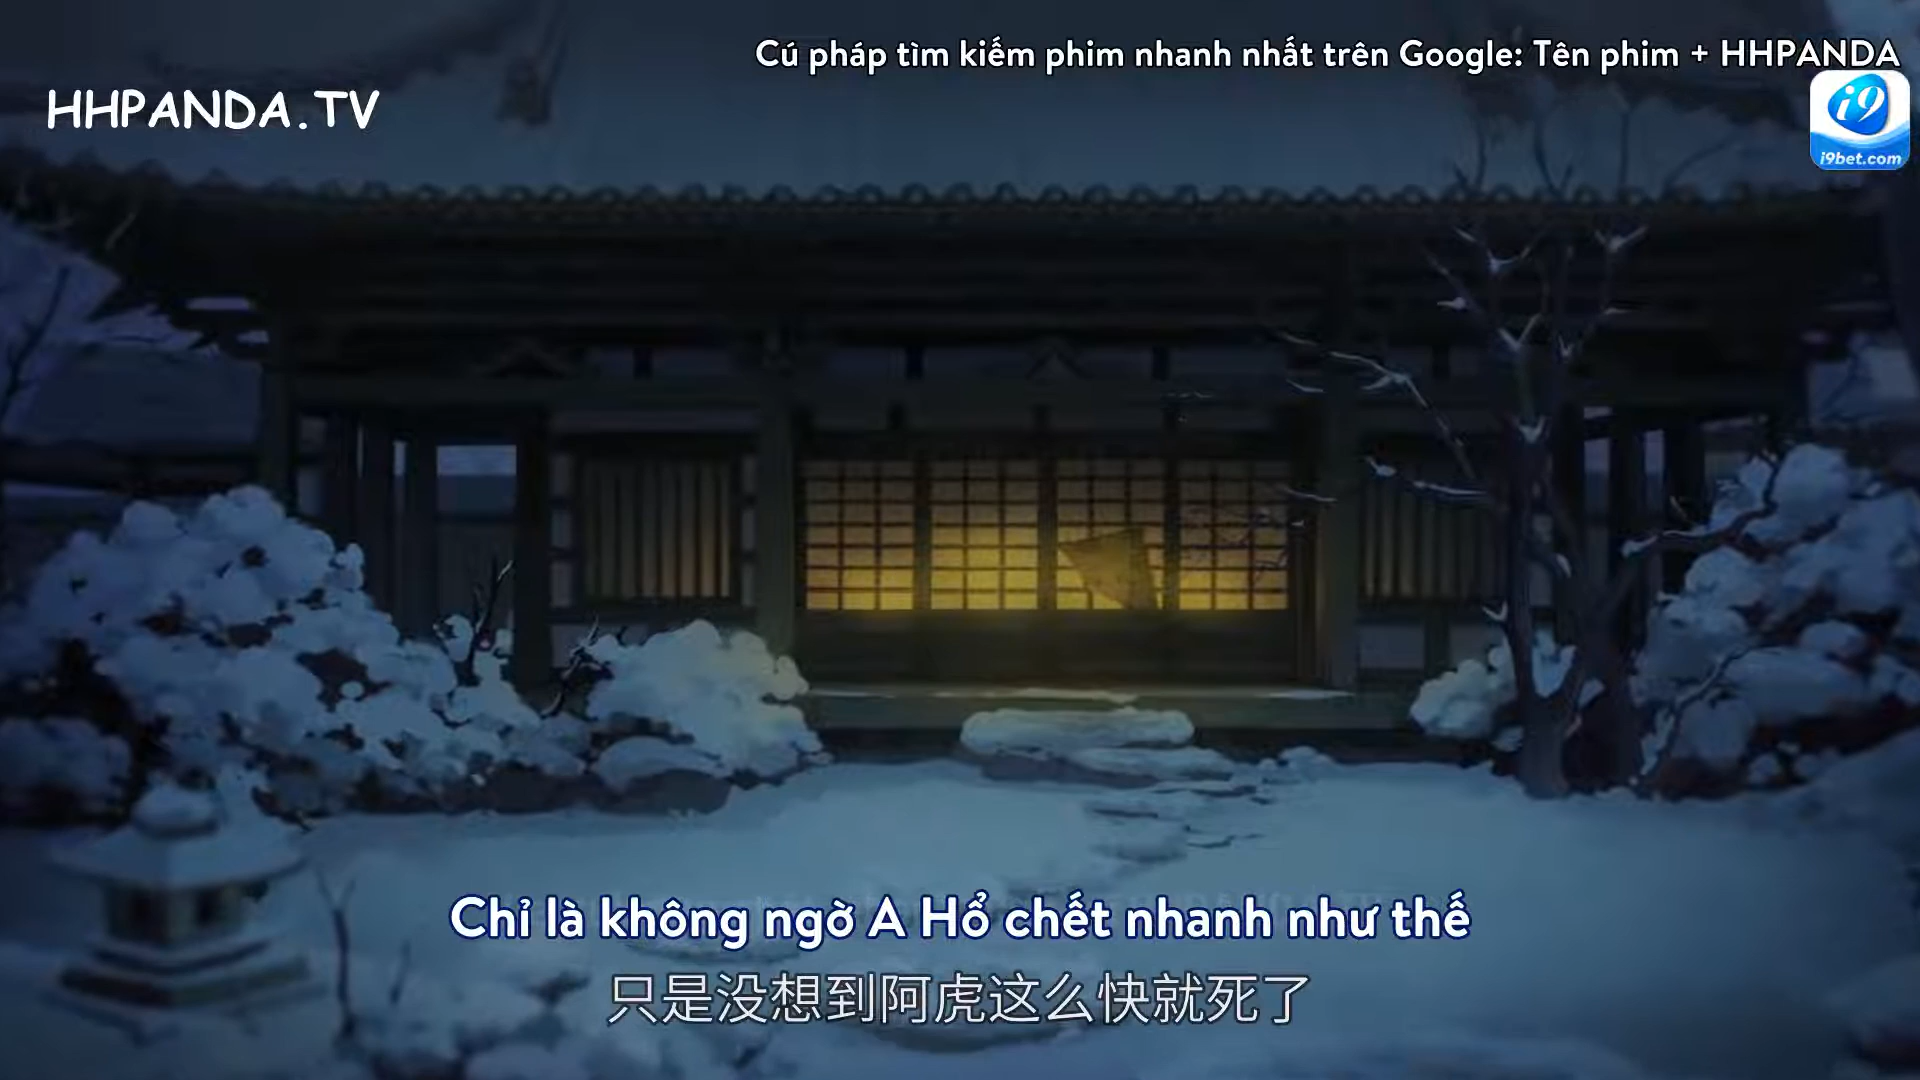 Cú pháp tìm kiếm phim nhanh nhất trên Google: Tên phim + HHPANDA
HHPANDA.TV
i9
i9bet.com
Chỉ là không ngờ A Hổ chết nhanh như thế
只是没想到阿虎这么快就死了